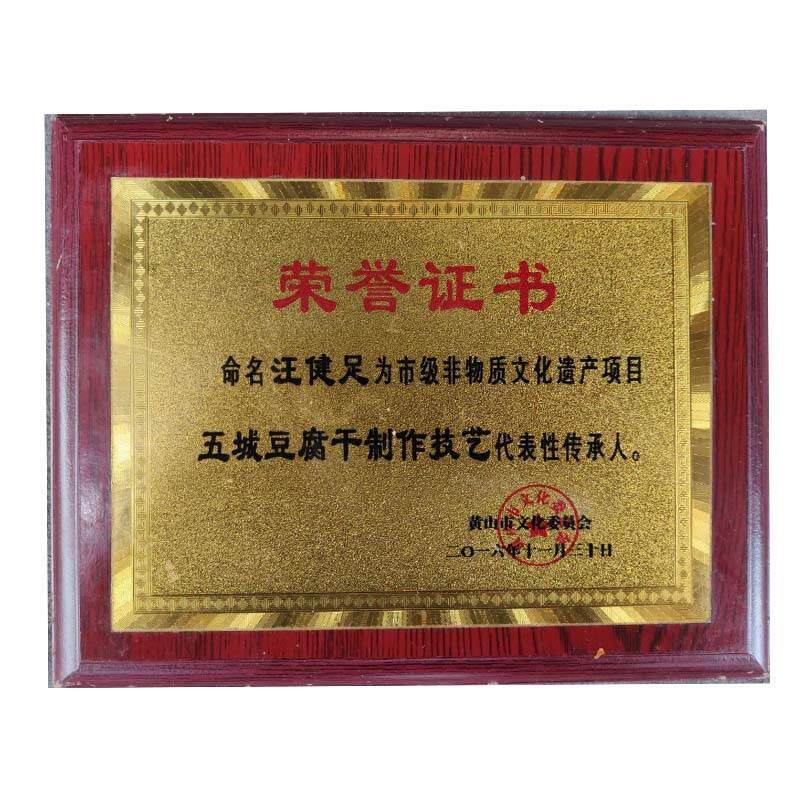 荣誉证书
命名汪健足为市级非物质文化遗产项目
五城豆腐干制作技艺代表性传承人。
黄山市文化委员会
二〇一六年十一月三十日